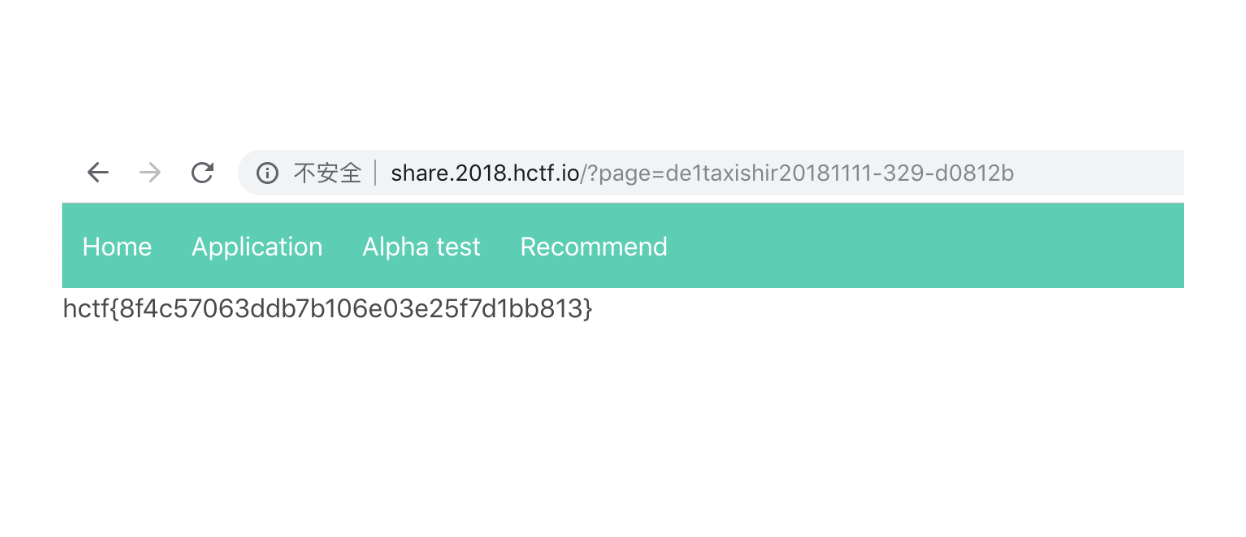 不安全 | share.2018.hctf.io/?page=de1taxishir20181111-329-d0812b
Home Application Alpha test Recommend
hctf{8f4c57063ddb7b106e03e25f7d1bb813}